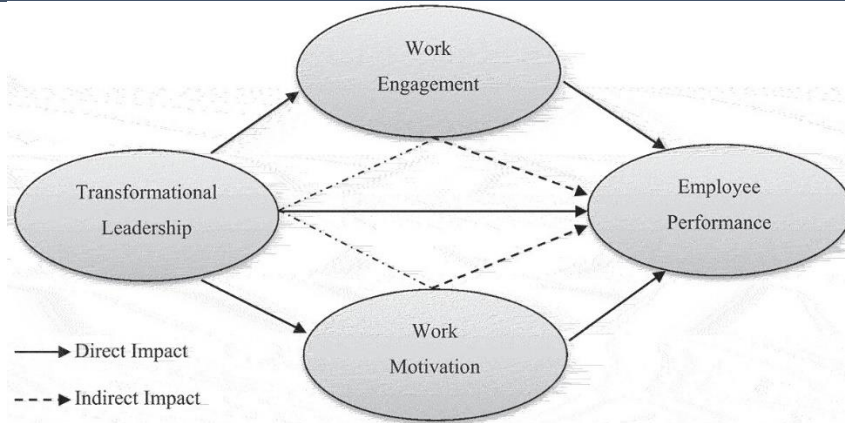 Work
Engagement
Transformational
Leadership
Employee
Performance
Work
Motivation
Direct Impact
Indirect Impact